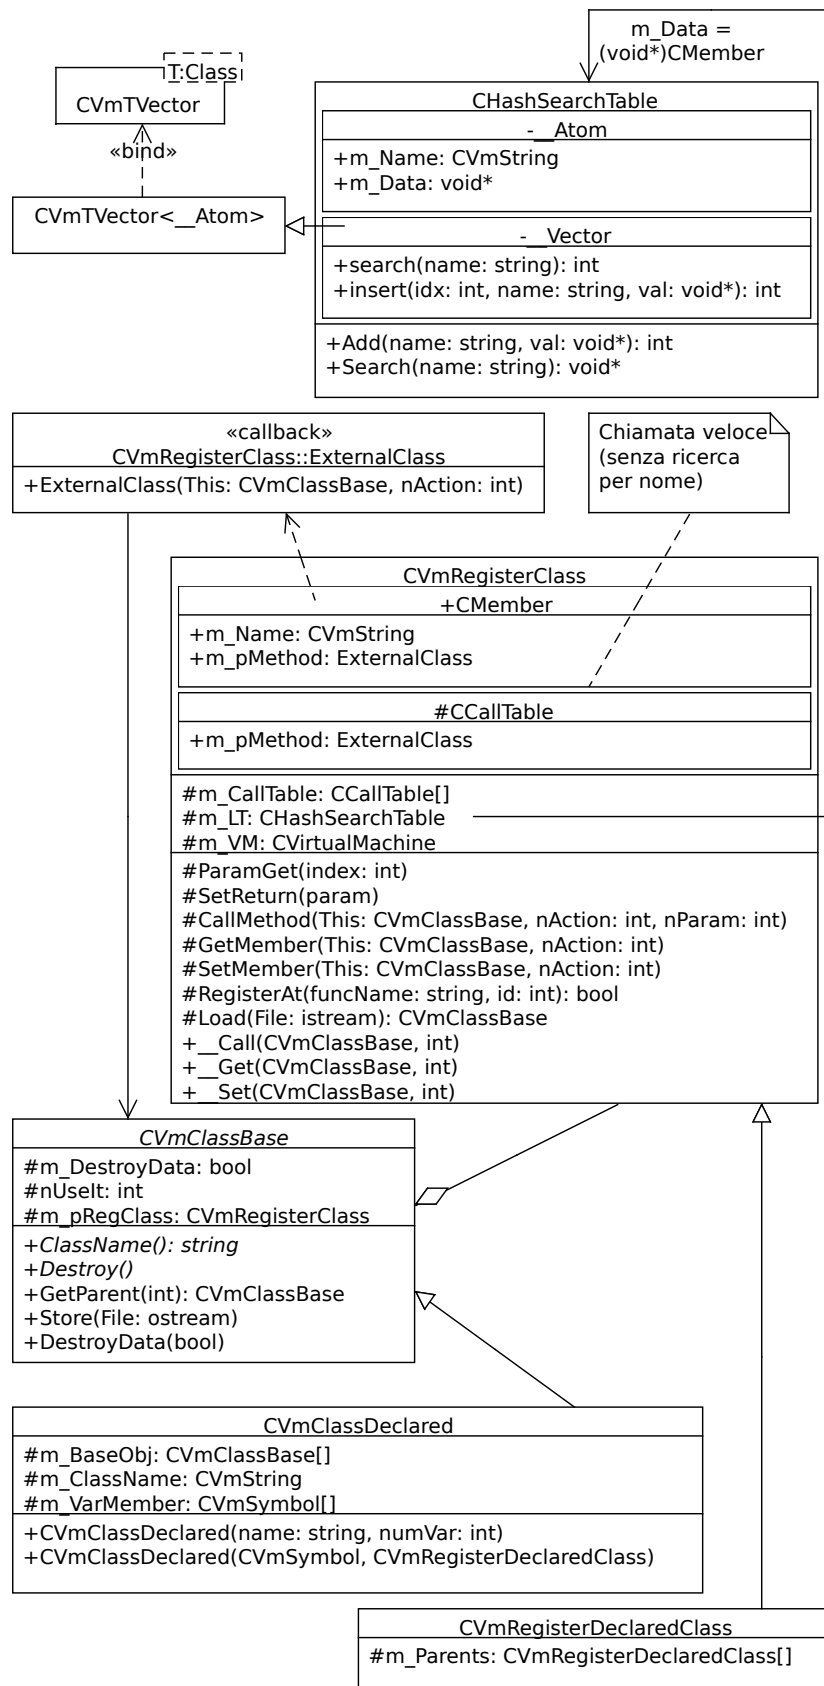 m_Data =
(void*)CMember
T:Class
CVmTVector
«bind»
CVmTVector<__Atom>
CHashSearchTable
-__Atom
+m_Name: CVmString
+m_Data: void*
-__Vector
+search(name: string): int
+insert(idx: int, name: string, val: void*): int
+Add(name: string, val: void*): int
+Search(name: string): void*
«callback»
CVmRegisterClass::ExternalClass
+ExternalClass(This: CVmClassBase, nAction: int)
Chiamata veloce
(senza ricerca
per nome)
CVmRegisterClass
+CMember
+m_Name: CVmString
+m_pMethod: ExternalClass
#CCallTable
+m_pMethod: ExternalClass
#m_CallTable: CCallTable[]
#m_LT: CHashSearchTable
#m_VM: CVirtualMachine
#ParamGet(index: int)
#SetReturn(param)
#CallMethod(This: CVmClassBase, nAction: int, nParam: int)
#GetMember(This: CVmClassBase, nAction: int)
#SetMember(This: CVmClassBase, nAction: int)
#RegisterAt(funcName: string, id: int): bool
#Load(File: istream): CVmClassBase
+__Call(CVmClassBase, int)
+__Get(CVmClassBase, int)
+__Set(CVmClassBase, int)
CVmClassBase
#m_DestroyData: bool
#nUseIt: int
#m_pRegClass: CVmRegisterClass
+ClassName(): string
+Destroy()
+GetParent(int): CVmClassBase
+Store(File: ostream)
+DestroyData(bool)
CVmClassDeclared
#m_BaseObj: CVmClassBase[]
#m_ClassName: CVmString
#m_VarMember: CVmSymbol[]
+CVmClassDeclared(name: string, numVar: int)
+CVmClassDeclared(CVmSymbol, CVmRegisterDeclaredClass)
CVmRegisterDeclaredClass
#m_Parents: CVmRegisterDeclaredClass[]